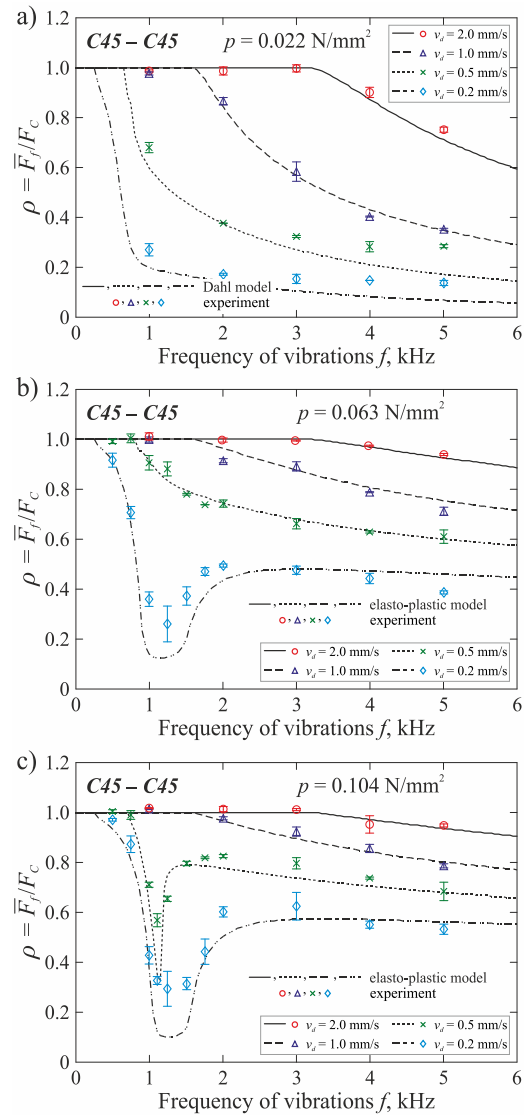 a)
C45 – C45
p = 0.022 N/mm²
v_d = 2.0 mm/s
v_d = 1.0 mm/s
v_d = 0.5 mm/s
v_d = 0.2 mm/s
1.2
1.0
0.8
0.6
0.4
0.2
0
ρ = F̅_f/F_C
Dahl model
experiment
0 1 2 3 4 5 6
Frequency of vibrations f, kHz
b)
C45 – C45
p = 0.063 N/mm²
1.2
1.0
0.8
0.6
0.4
0.2
0
ρ = F̅_f/F_C
elasto-plastic model
experiment
v_d = 2.0 mm/s v_d = 0.5 mm/s
v_d = 1.0 mm/s v_d = 0.2 mm/s
0 1 2 3 4 5 6
Frequency of vibrations f, kHz
c)
C45 – C45
p = 0.104 N/mm²
1.2
1.0
0.8
0.6
0.4
0.2
0
ρ = F̅_f/F_C
elasto-plastic model
experiment
v_d = 2.0 mm/s v_d = 0.5 mm/s
v_d = 1.0 mm/s v_d = 0.2 mm/s
0 1 2 3 4 5 6
Frequency of vibrations f, kHz